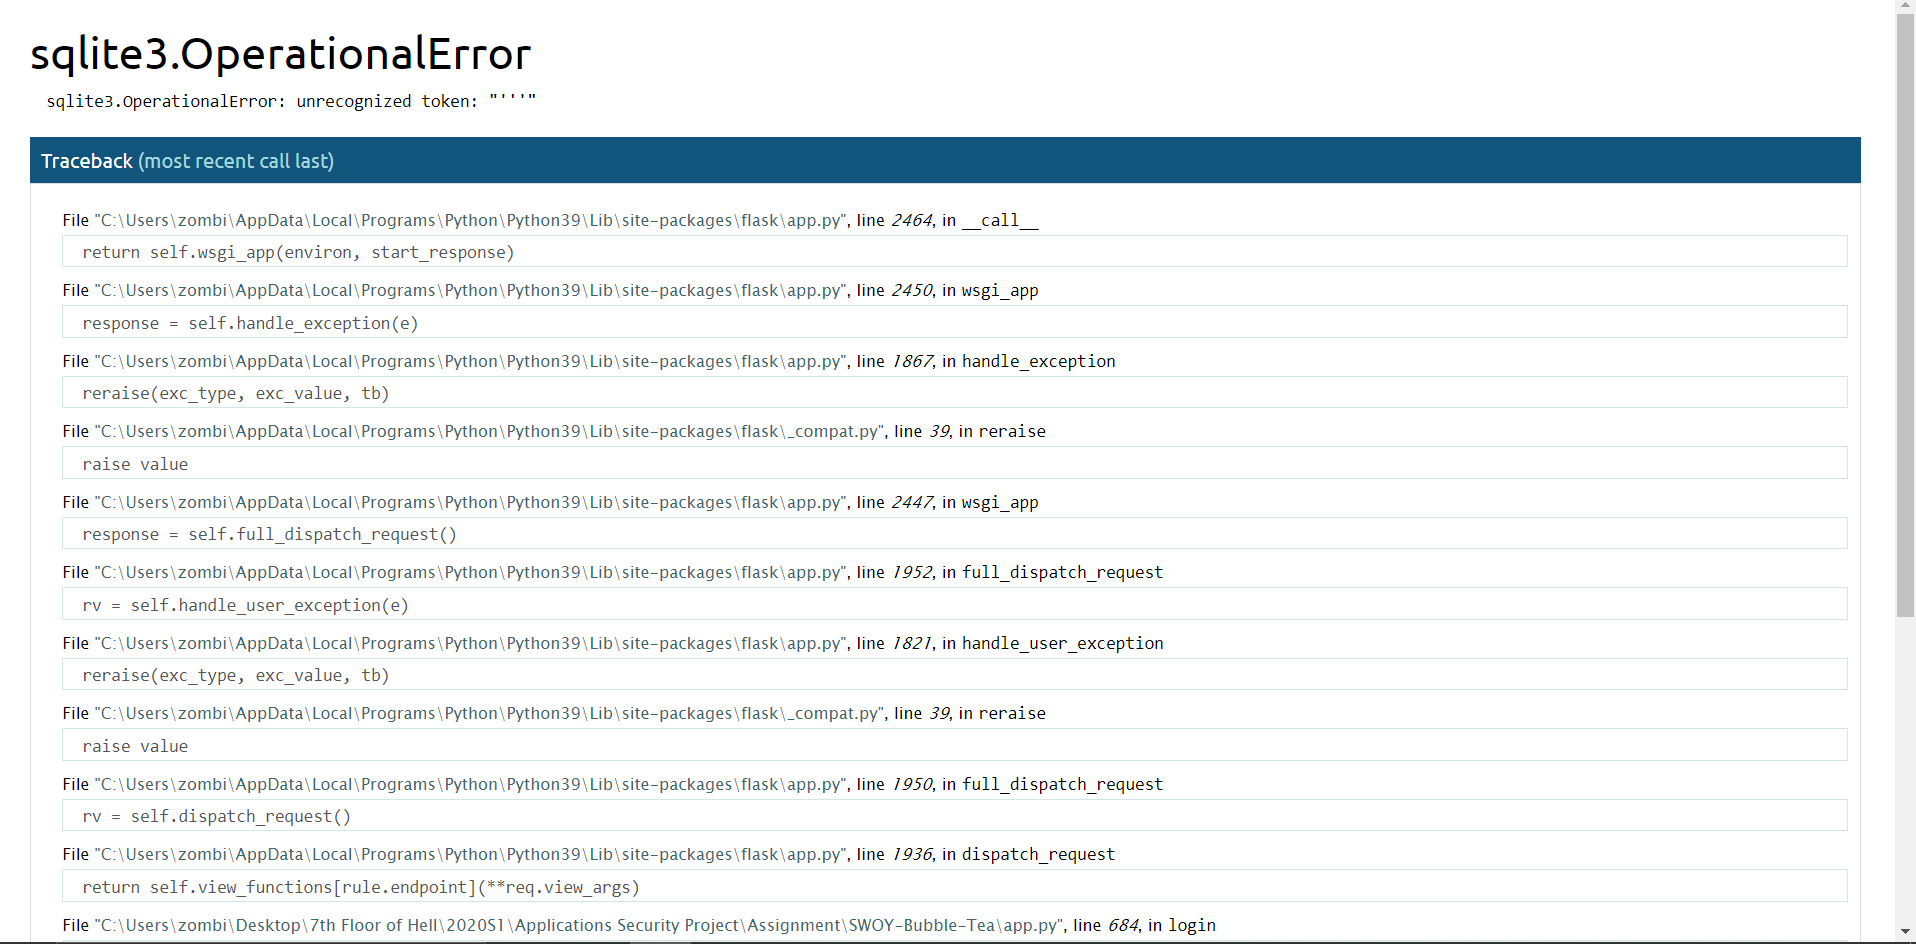 sqlite3.OperationalError
sqlite3.OperationalError: unrecognized token: "'''"
Traceback (most recent call last)
File "C:\Users\zombi\AppData\Local\Programs\Python\Python39\Lib\site-packages\flask\app.py", line 2464, in __call__
return self.wsgi_app(environ, start_response)
File "C:\Users\zombi\AppData\Local\Programs\Python\Python39\Lib\site-packages\flask\app.py", line 2450, in wsgi_app
response = self.handle_exception(e)
File "C:\Users\zombi\AppData\Local\Programs\Python\Python39\Lib\site-packages\flask\app.py", line 1867, in handle_exception
reraise(exc_type, exc_value, tb)
File "C:\Users\zombi\AppData\Local\Programs\Python\Python39\Lib\site-packages\flask\_compat.py", line 39, in reraise
raise value
File "C:\Users\zombi\AppData\Local\Programs\Python\Python39\Lib\site-packages\flask\app.py", line 2447, in wsgi_app
response = self.full_dispatch_request()
File "C:\Users\zombi\AppData\Local\Programs\Python\Python39\Lib\site-packages\flask\app.py", line 1952, in full_dispatch_request
rv = self.handle_user_exception(e)
File "C:\Users\zombi\AppData\Local\Programs\Python\Python39\Lib\site-packages\flask\app.py", line 1821, in handle_user_exception
reraise(exc_type, exc_value, tb)
File "C:\Users\zombi\AppData\Local\Programs\Python\Python39\Lib\site-packages\flask\_compat.py", line 39, in reraise
raise value
File "C:\Users\zombi\AppData\Local\Programs\Python\Python39\Lib\site-packages\flask\app.py", line 1950, in full_dispatch_request
rv = self.dispatch_request()
File "C:\Users\zombi\AppData\Local\Programs\Python\Python39\Lib\site-packages\flask\app.py", line 1936, in dispatch_request
return self.view_functions[rule.endpoint](**req.view_args)
File "C:\Users\zombi\Desktop\7th Floor of Hell\2020S1\Applications Security Project\Assignment\SWOY-Bubble-Tea\app.py", line 684, in login